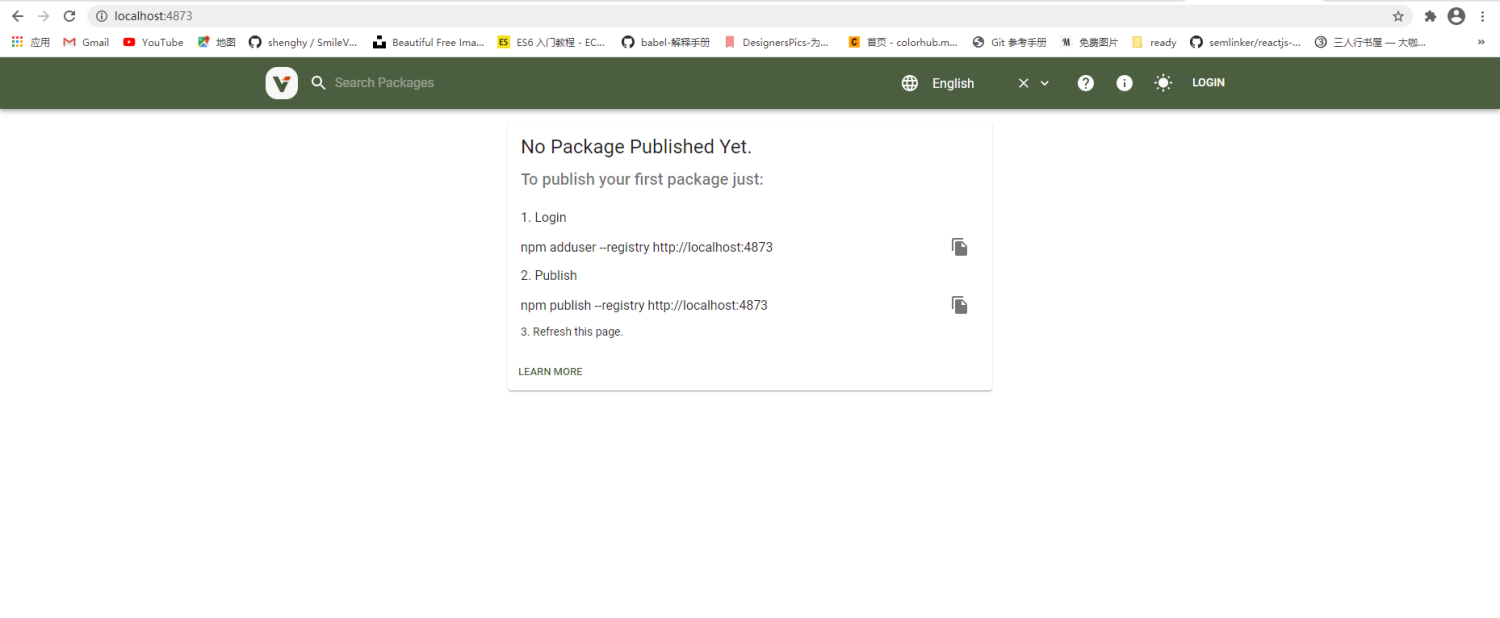 localhost:4873
应用 Gmail YouTube 地图 shenghy / SmileV... Beautiful Free Ima... ES ES6 入门教程 - EC... babel-解释手册 DesignersPics-为... C 首页 - colorhub.m... Git 参考手册 免费图片 ready semlinker/reactjs-... ③ 三人行书屋 — 大咖... »
Search Packages English LOGIN
No Package Published Yet.
To publish your first package just:
1. Login
npm adduser --registry http://localhost:4873
2. Publish
npm publish --registry http://localhost:4873
3. Refresh this page.
LEARN MORE